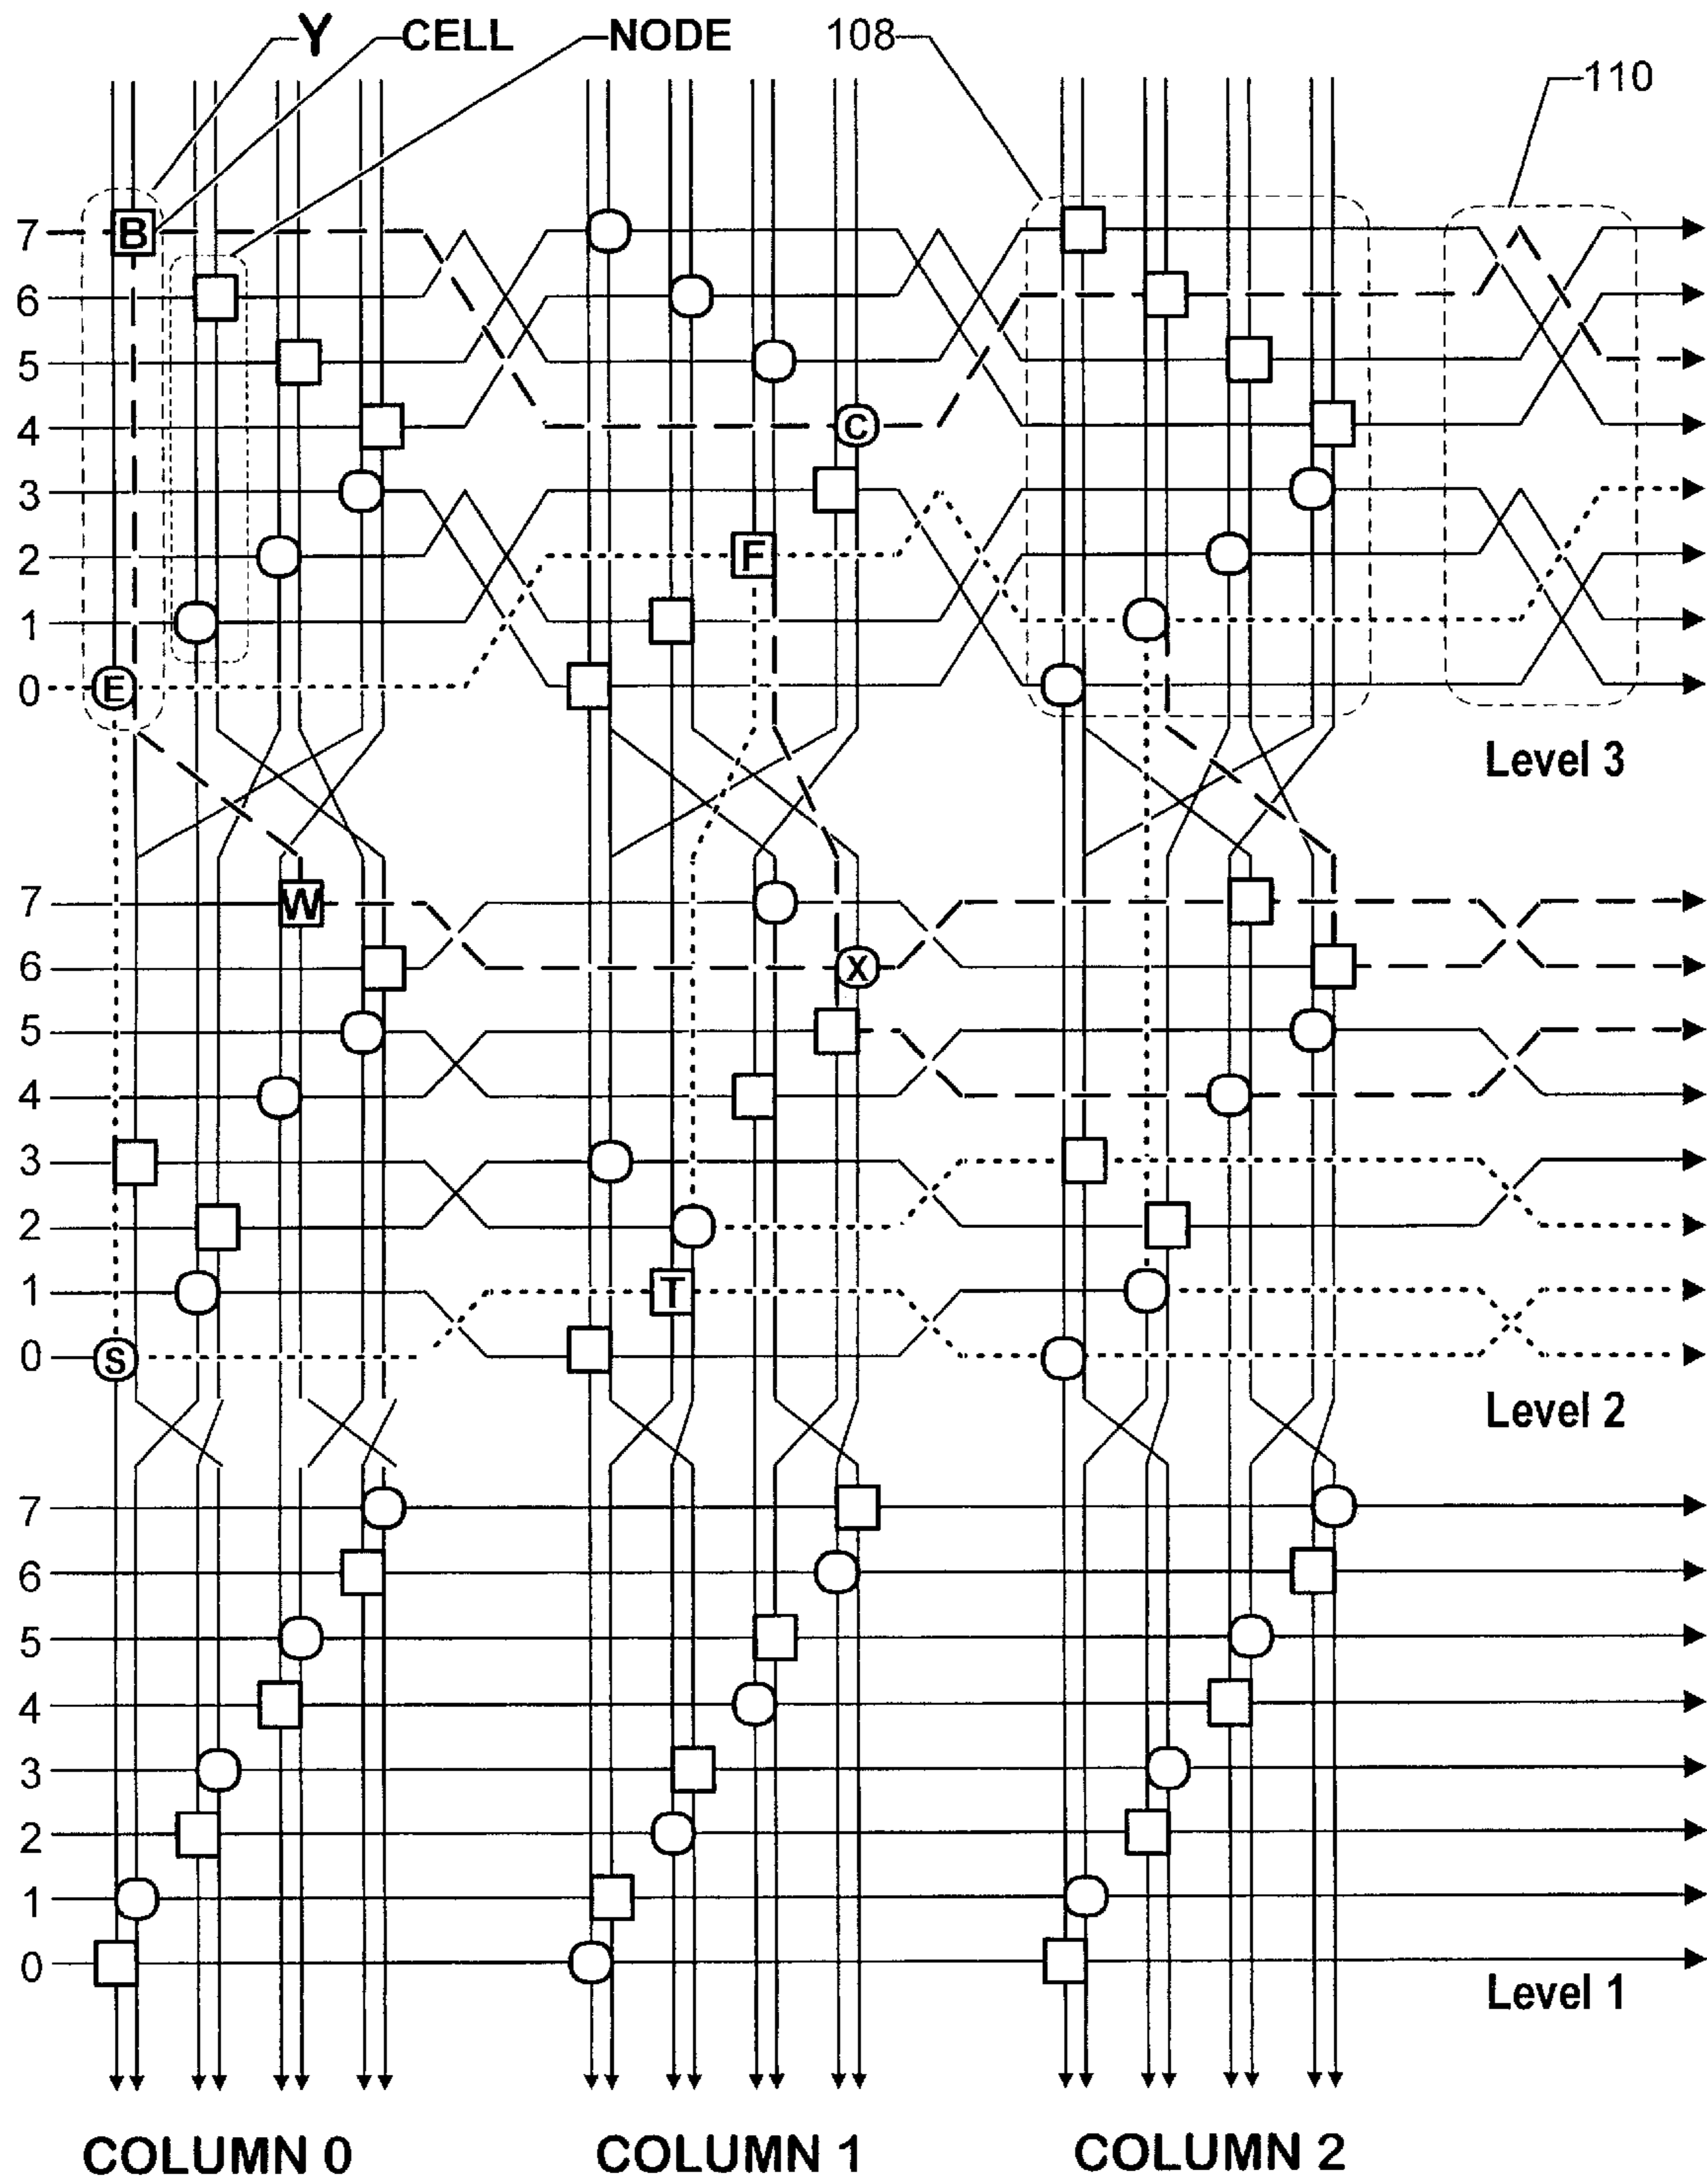 Y CELL NODE 108
110
7 B
6
5
4 C
3
2 F
1
0 E
Level 3
7 W
6 X
5
4
3
2
1 T
0 S
Level 2
7
6
5
4
3
2
1
0
Level 1
COLUMN 0 COLUMN 1 COLUMN 2